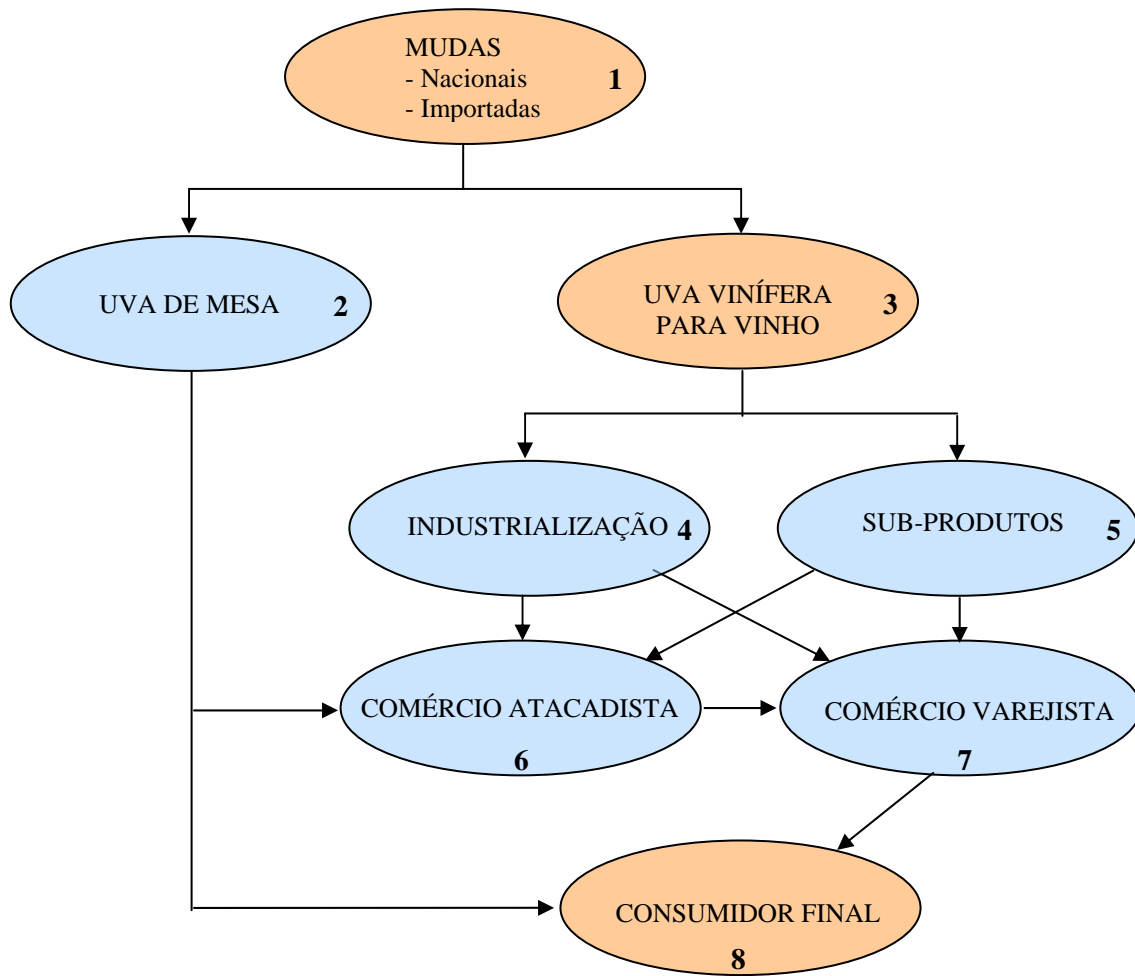 MUDAS
- Nacionais
- Importadas
1
UVA DE MESA
2
UVA VINÍFERA
PARA VINHO
3
INDUSTRIALIZAÇÃO
4
SUB-PRODUTOS
5
COMÉRCIO ATACADISTA
6
COMÉRCIO VAREJISTA
7
CONSUMIDOR FINAL
8